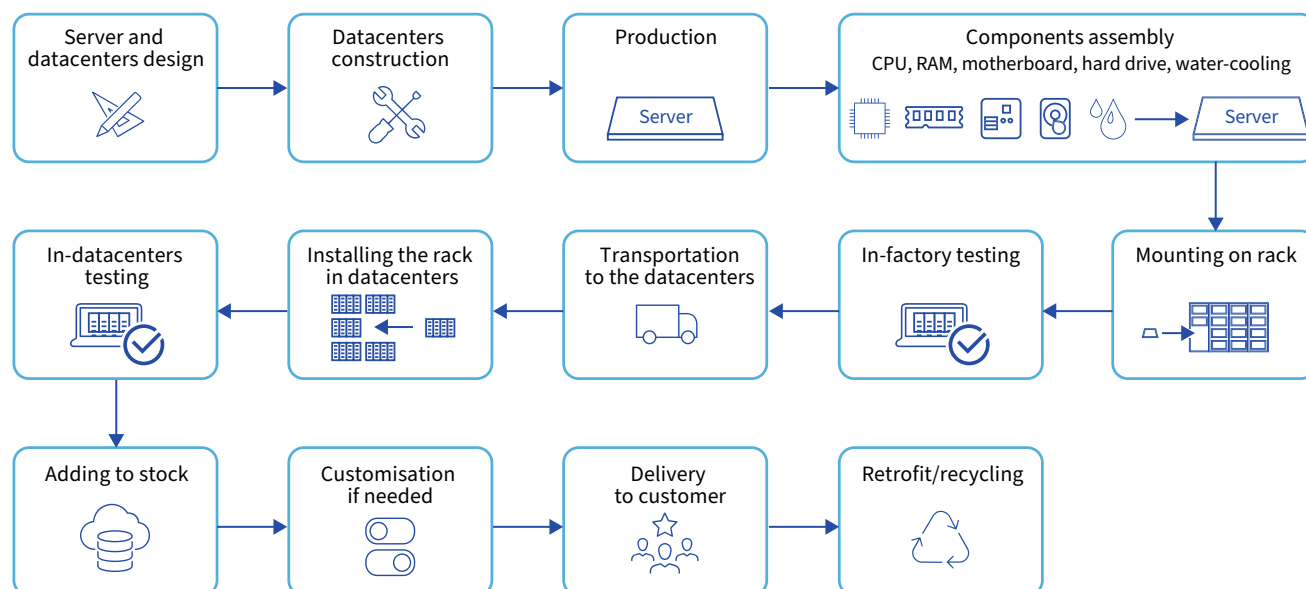 Server and
datacenters design
Datacenters
construction
Production
Server
Components assembly
CPU, RAM, motherboard, hard drive, water-cooling
Server
In-datacenters
testing
Installing the rack
in datacenters
Transportation
to the datacenters
In-factory testing
Mounting on rack
Adding to stock
Customisation
if needed
Delivery
to customer
Retrofit/recycling